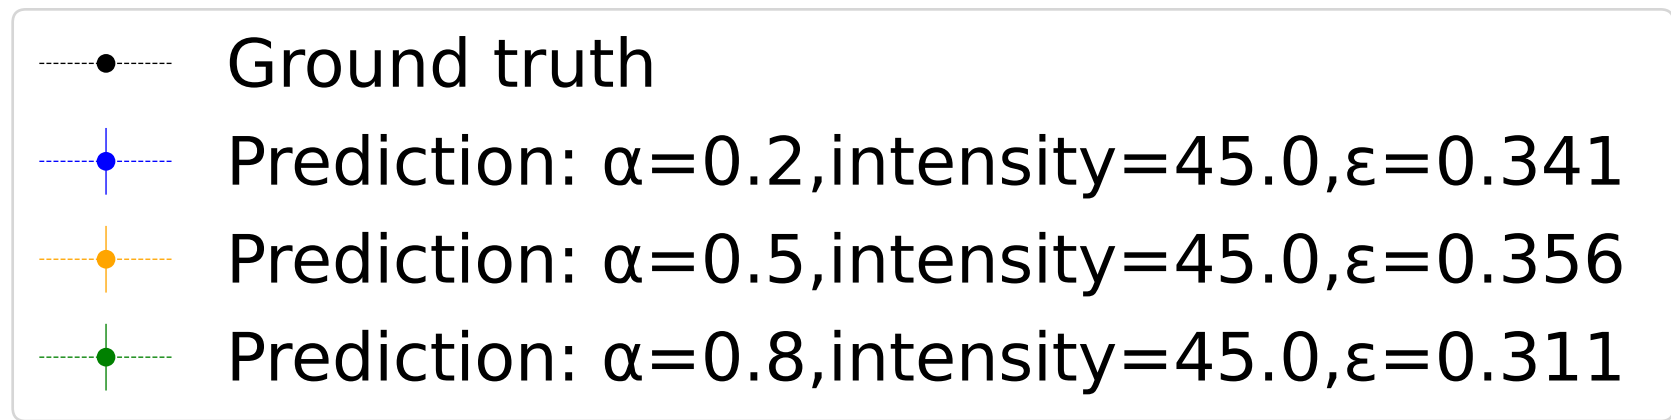 Ground truth
Prediction: α=0.2,intensity=45.0,ε=0.341
Prediction: α=0.5,intensity=45.0,ε=0.356
Prediction: α=0.8,intensity=45.0,ε=0.311